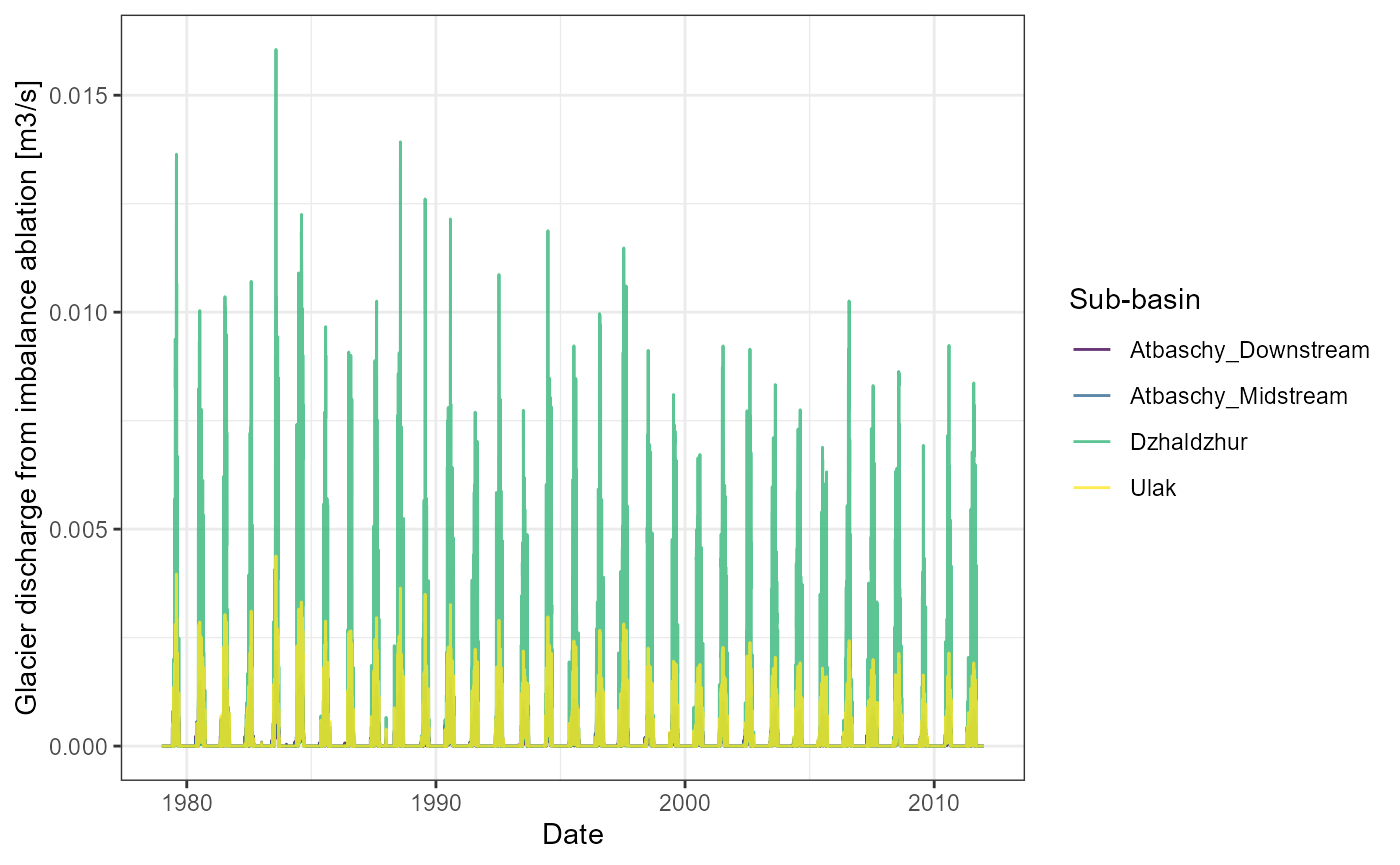 Glacier discharge from imbalance ablation [m3/s]
0.015
0.010
0.005
0.000
1980 1990 2000 2010
Date
Sub-basin
Atbaschy_Downstream
Atbaschy_Midstream
Dzhaldzhur
Ulak